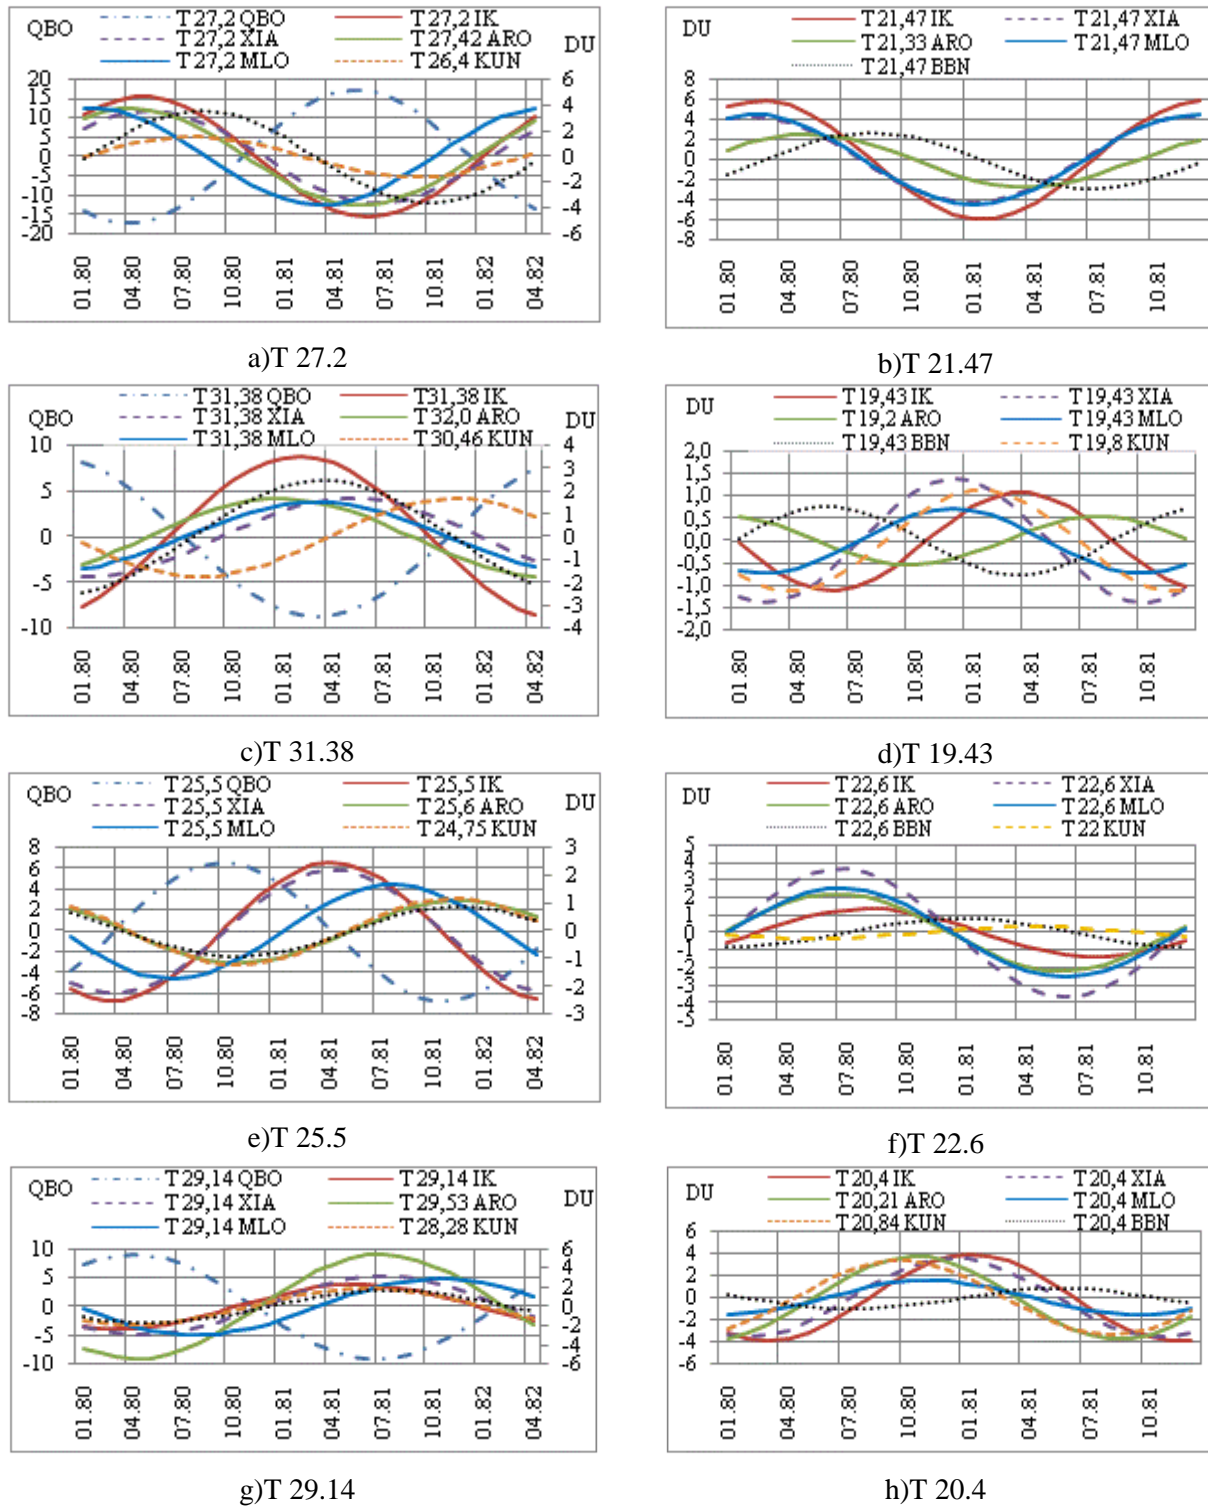 QBO T27,2 QBO T27,2 IK DU
T27,2 XIA T27,42 ARO
T27,2 MLO T26,4 KUN
20 15 10 5 0 -5 -10 -15 -20
6 4 2 0 -2 -4 -6
01.80 04.80 07.80 10.80 01.81 04.81 07.81 10.81 01.82 04.82
a)T 27.2
DU T21,47 IK T21,47 XIA
T21,33 ARO T21,47 MLO
T21,47 BBN
8 6 4 2 0 -2 -4 -6 -8
01.80 04.80 07.80 10.80 01.81 04.81 07.81 10.81
b)T 21.47
QBO T31,38 QBO T31,38 IK DU
T31,38 XIA T32,0 ARO
T31,38 MLO T30,46 KUN
10 5 0 -5 -10
4 3 2 1 0 -1 -2 -3 -4
01.80 04.80 07.80 10.80 01.81 04.81 07.81 10.81 01.82 04.82
c)T 31.38
DU T19,43 IK T19,43 XIA
T19,2 ARO T19,43 MLO
T19,43 BBN T19,8 KUN
2,0 1,5 1,0 0,5 0,0 -0,5 -1,0 -1,5 -2,0
01.80 04.80 07.80 10.80 01.81 04.81 07.81 10.81
d)T 19.43
QBO T25,5 QBO T25,5 IK DU
T25,5 XIA T25,6 ARO
T25,5 MLO T24,75 KUN
8 6 4 2 0 -2 -4 -6 -8
3 2 1 0 -1 -2 -3
01.80 04.80 07.80 10.80 01.81 04.81 07.81 10.81 01.82 04.82
e)T 25.5
DU T22,6 IK T22,6 XIA
T22,6 ARO T22,6 MLO
T22,6 BBN T22 KUN
5 4 3 2 1 0 -1 -2 -3 -4 -5
01.80 04.80 07.80 10.80 01.81 04.81 07.81 10.81
f)T 22.6
QBO T29,14 QBO T29,14 IK DU
T29,14 XIA T29,53 ARO
T29,14 MLO T28,28 KUN
10 5 0 -5 -10
6 4 2 0 -2 -4 -6
01.80 04.80 07.80 10.80 01.81 04.81 07.81 10.81 01.82 04.82
g)T 29.14
DU T20,4 IK T20,4 XIA
T20,21 ARO T20,4 MLO
T20,84 KUN T20,4 BBN
6 4 2 0 -2 -4 -6
01.80 04.80 07.80 10.80 01.81 04.81 07.81 10.81
h)T 20.4